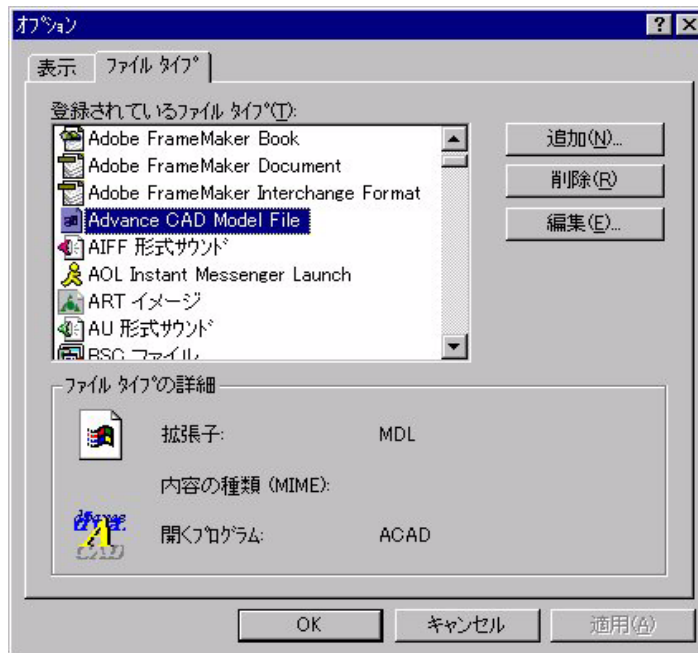 オプション
表示
ファイル タイプ
登録されているファイル タイプ(T):
Adobe FrameMaker Book
Adobe FrameMaker Document
Adobe FrameMaker Interchange Format
Advance CAD Model File
AIFF 形式サウンド
AOL Instant Messenger Launch
ART イメージ
AU 形式サウンド
BSC ファイル
追加(N)...
削除(R)
編集(E)...
ファイル タイプの詳細
拡張子: MDL
内容の種類 (MIME):
開くプログラム: ACAD
OK
キャンセル
適用(A)